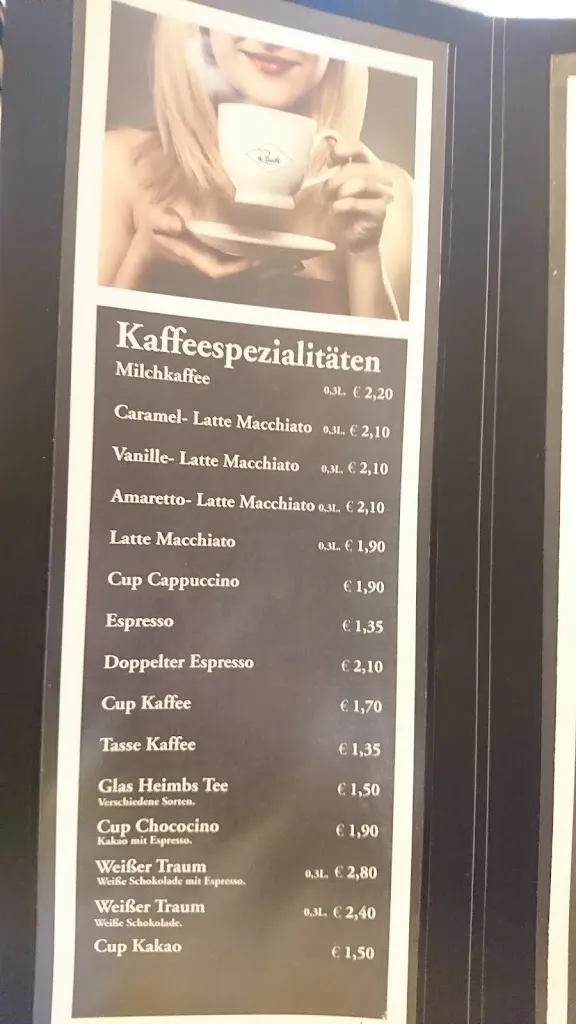 Kaffeespezialitäten
Milchkaffee 0,3L. € 2,20
Caramel- Latte Macchiato 0,3L. € 2,10
Vanille- Latte Macchiato 0,3L. € 2,10
Amaretto- Latte Macchiato 0,3L. € 2,10
Latte Macchiato 0,3L. € 1,90
Cup Cappuccino € 1,90
Espresso € 1,35
Doppelter Espresso € 2,10
Cup Kaffee € 1,70
Tasse Kaffee € 1,35
Glas Heimbs Tee € 1,50
Verschiedene Sorten.
Cup Chococino € 1,90
Kakao mit Espresso.
Weißer Traum 0,3L. € 2,80
Weiße Schokolade mit Espresso.
Weißer Traum 0,3L. € 2,40
Weiße Schokolade.
Cup Kakao € 1,50